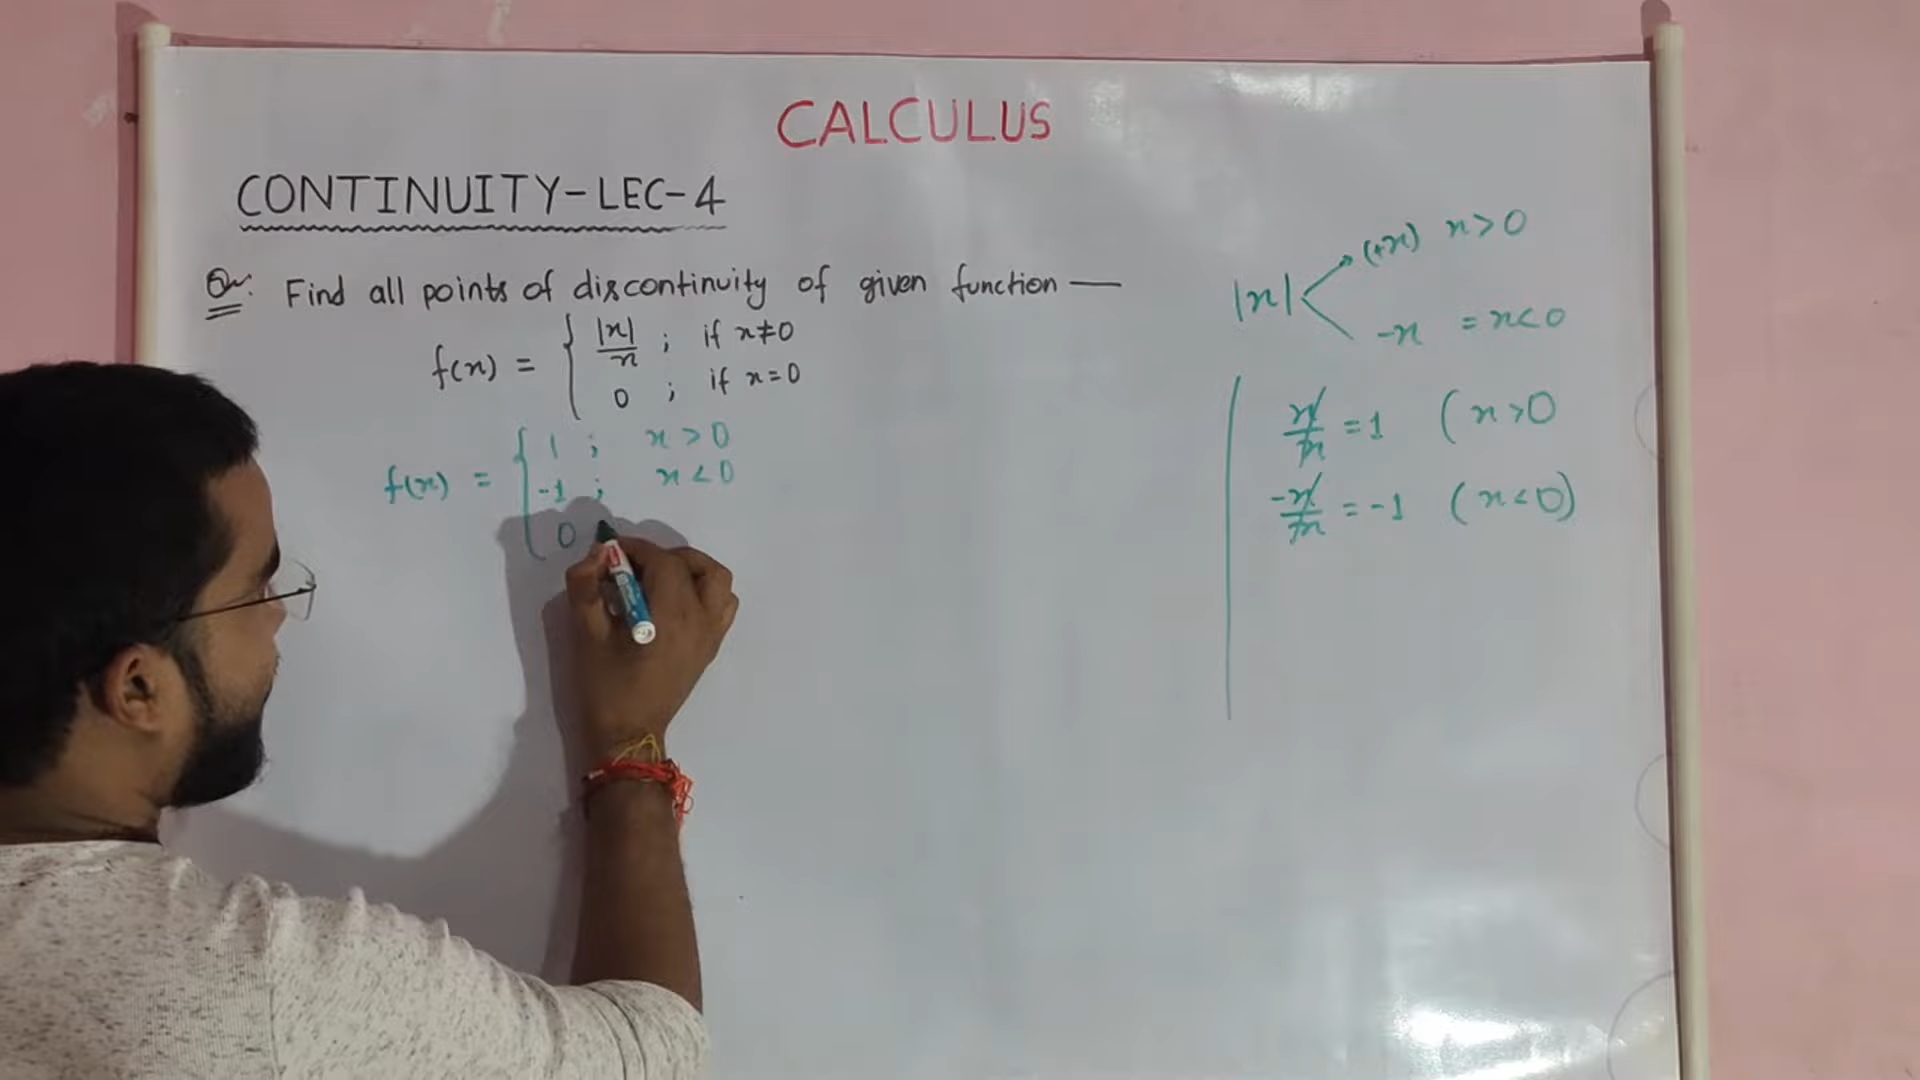 CALCULUS
CONTINUITY-LEC-4
Que. Find all points of discontinuity of given function —
f(x) = { |x|/x ; if x≠0
0 ; if x=0
f(x) = { 1 ; x>0
-1 ; x<0
0
|x| (+x) x>0
-x = x<0
x/x = 1 (x>0
-x/x = -1 (x<0)